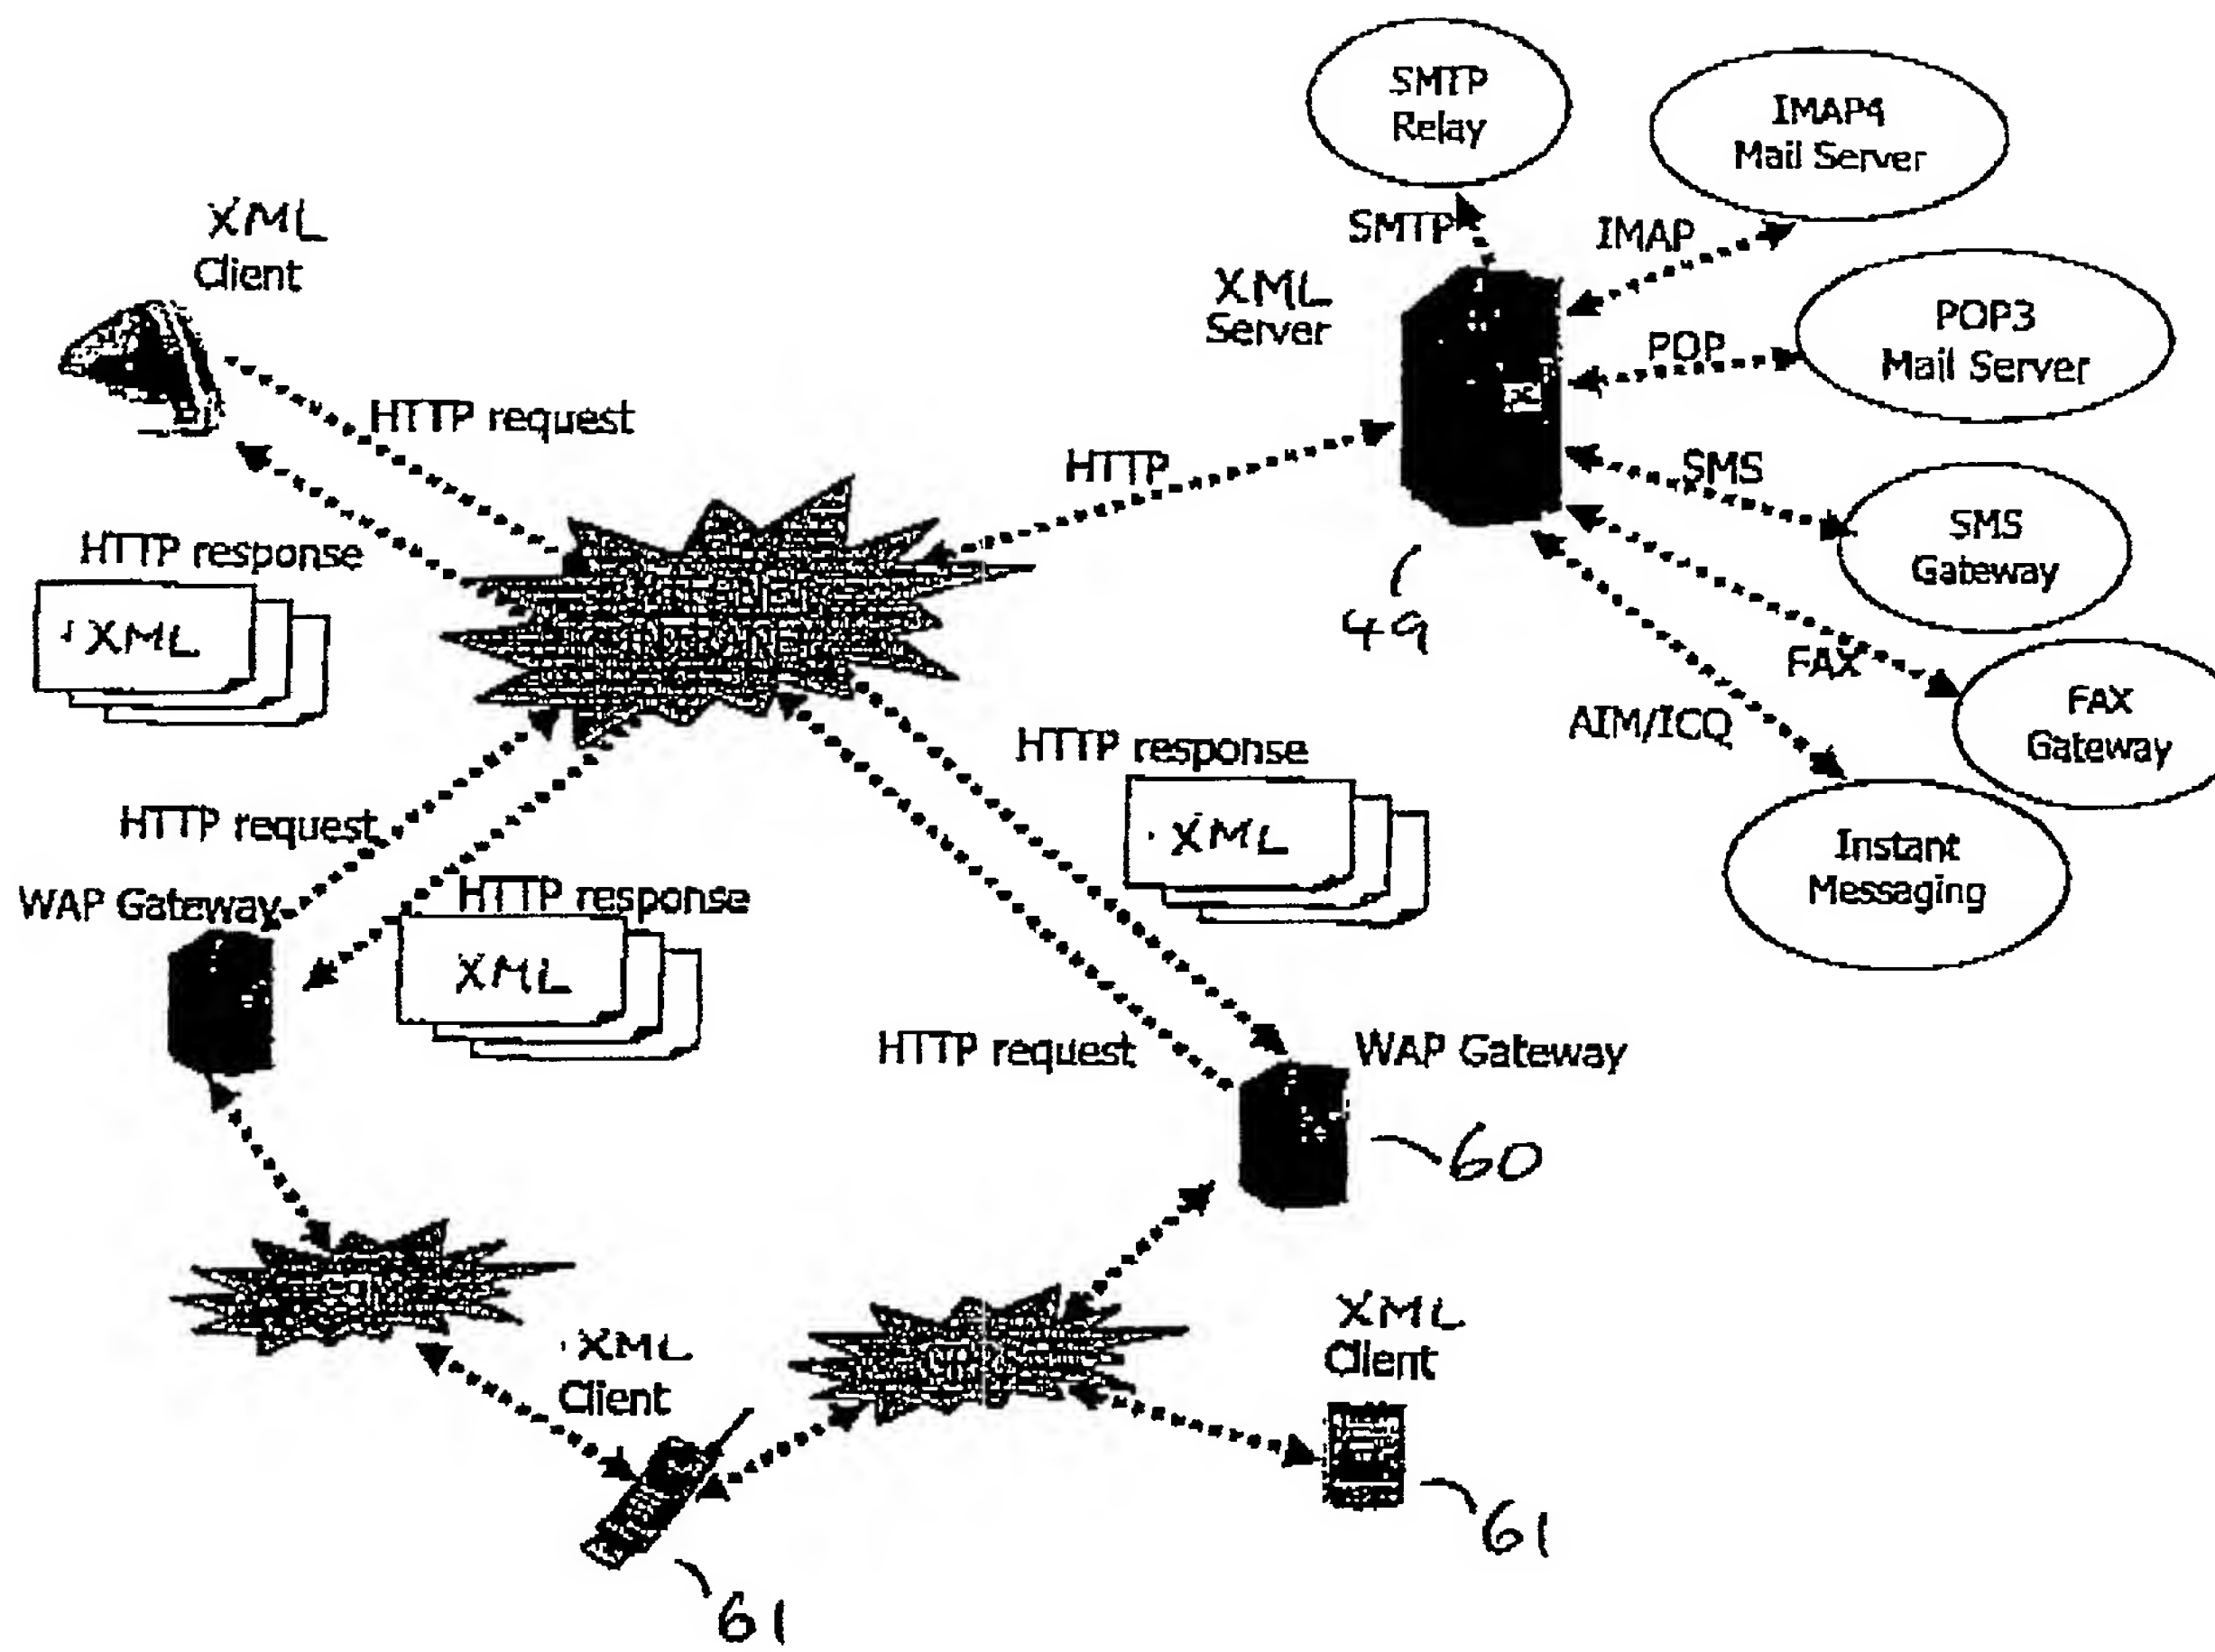 SMTP
Relay
IMAP4
Mail Server
SMTP
IMAP
XML
Client
XML
Server
POP3
Mail Server
POP
HTTP request
HTTP
SMS
SMS
Gateway
HTTP response
XML
49
FAX
FAX
Gateway
AIM/ICQ
HTTP response
XML
Instant
Messaging
HTTP request
WAP Gateway
HTTP response
XML
HTTP request
WAP Gateway
60
XML
Client
XML
Client
61
61